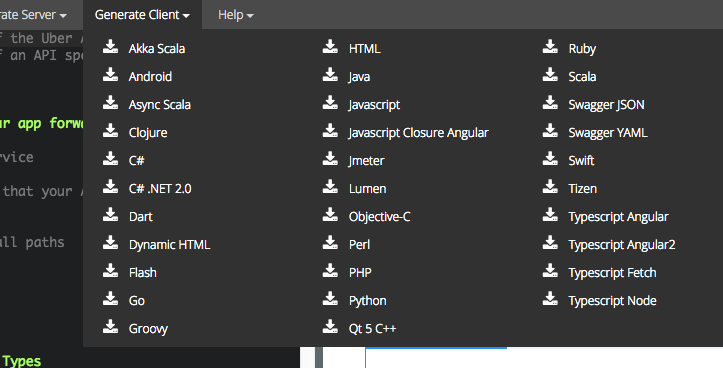 rate Server Generate Client Help
f the Uber A
f an API spe
ur app forwa
rvice
that your A
all paths
Types
Akka Scala
Android
Async Scala
Clojure
C#
C# .NET 2.0
Dart
Dynamic HTML
Flash
Go
Groovy
HTML
Java
Javascript
Javascript Closure Angular
Jmeter
Lumen
Objective-C
Perl
PHP
Python
Qt 5 C++
Ruby
Scala
Swagger JSON
Swagger YAML
Swift
Tizen
Typescript Angular
Typescript Angular2
Typescript Fetch
Typescript Node